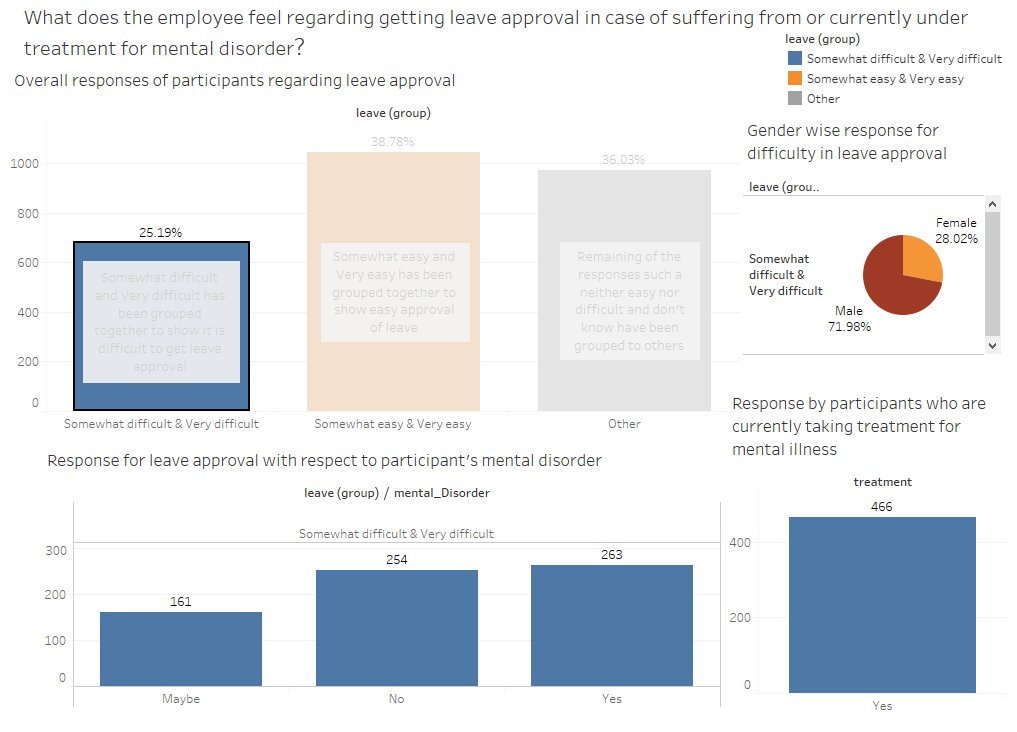 What does the employee feel regarding getting leave approval in case of suffering from or currently under
treatment for mental disorder?
leave (group)
Somewhat difficult & Very difficult
Somewhat easy & Very easy
Other
Overall responses of participants regarding leave approval
leave (group)
38.78%
36.03%
25.19%
1000
800
600
400
200
0
Somewhat difficult
and Very difficult has
been grouped
together to show it is
difficult to get leave
approval
Somewhat easy and
Very easy has been
grouped together to
show easy approval
of leave
Remaining of the
responses such a
neither easy nor
difficult and don't
know have been
grouped to others
Somewhat difficult & Very difficult
Somewhat easy & Very easy
Other
Gender wise response for
difficulty in leave approval
leave (grou..
Somewhat
difficult &
Very difficult
Female
28.02%
Male
71.98%
Response for leave approval with respect to participant's mental disorder
leave (group) / mental_Disorder
Somewhat difficult & Very difficult
300
200
100
0
161
254
263
Maybe
No
Yes
Response by participants who are
currently taking treatment for
mental illness
treatment
466
400
200
0
Yes